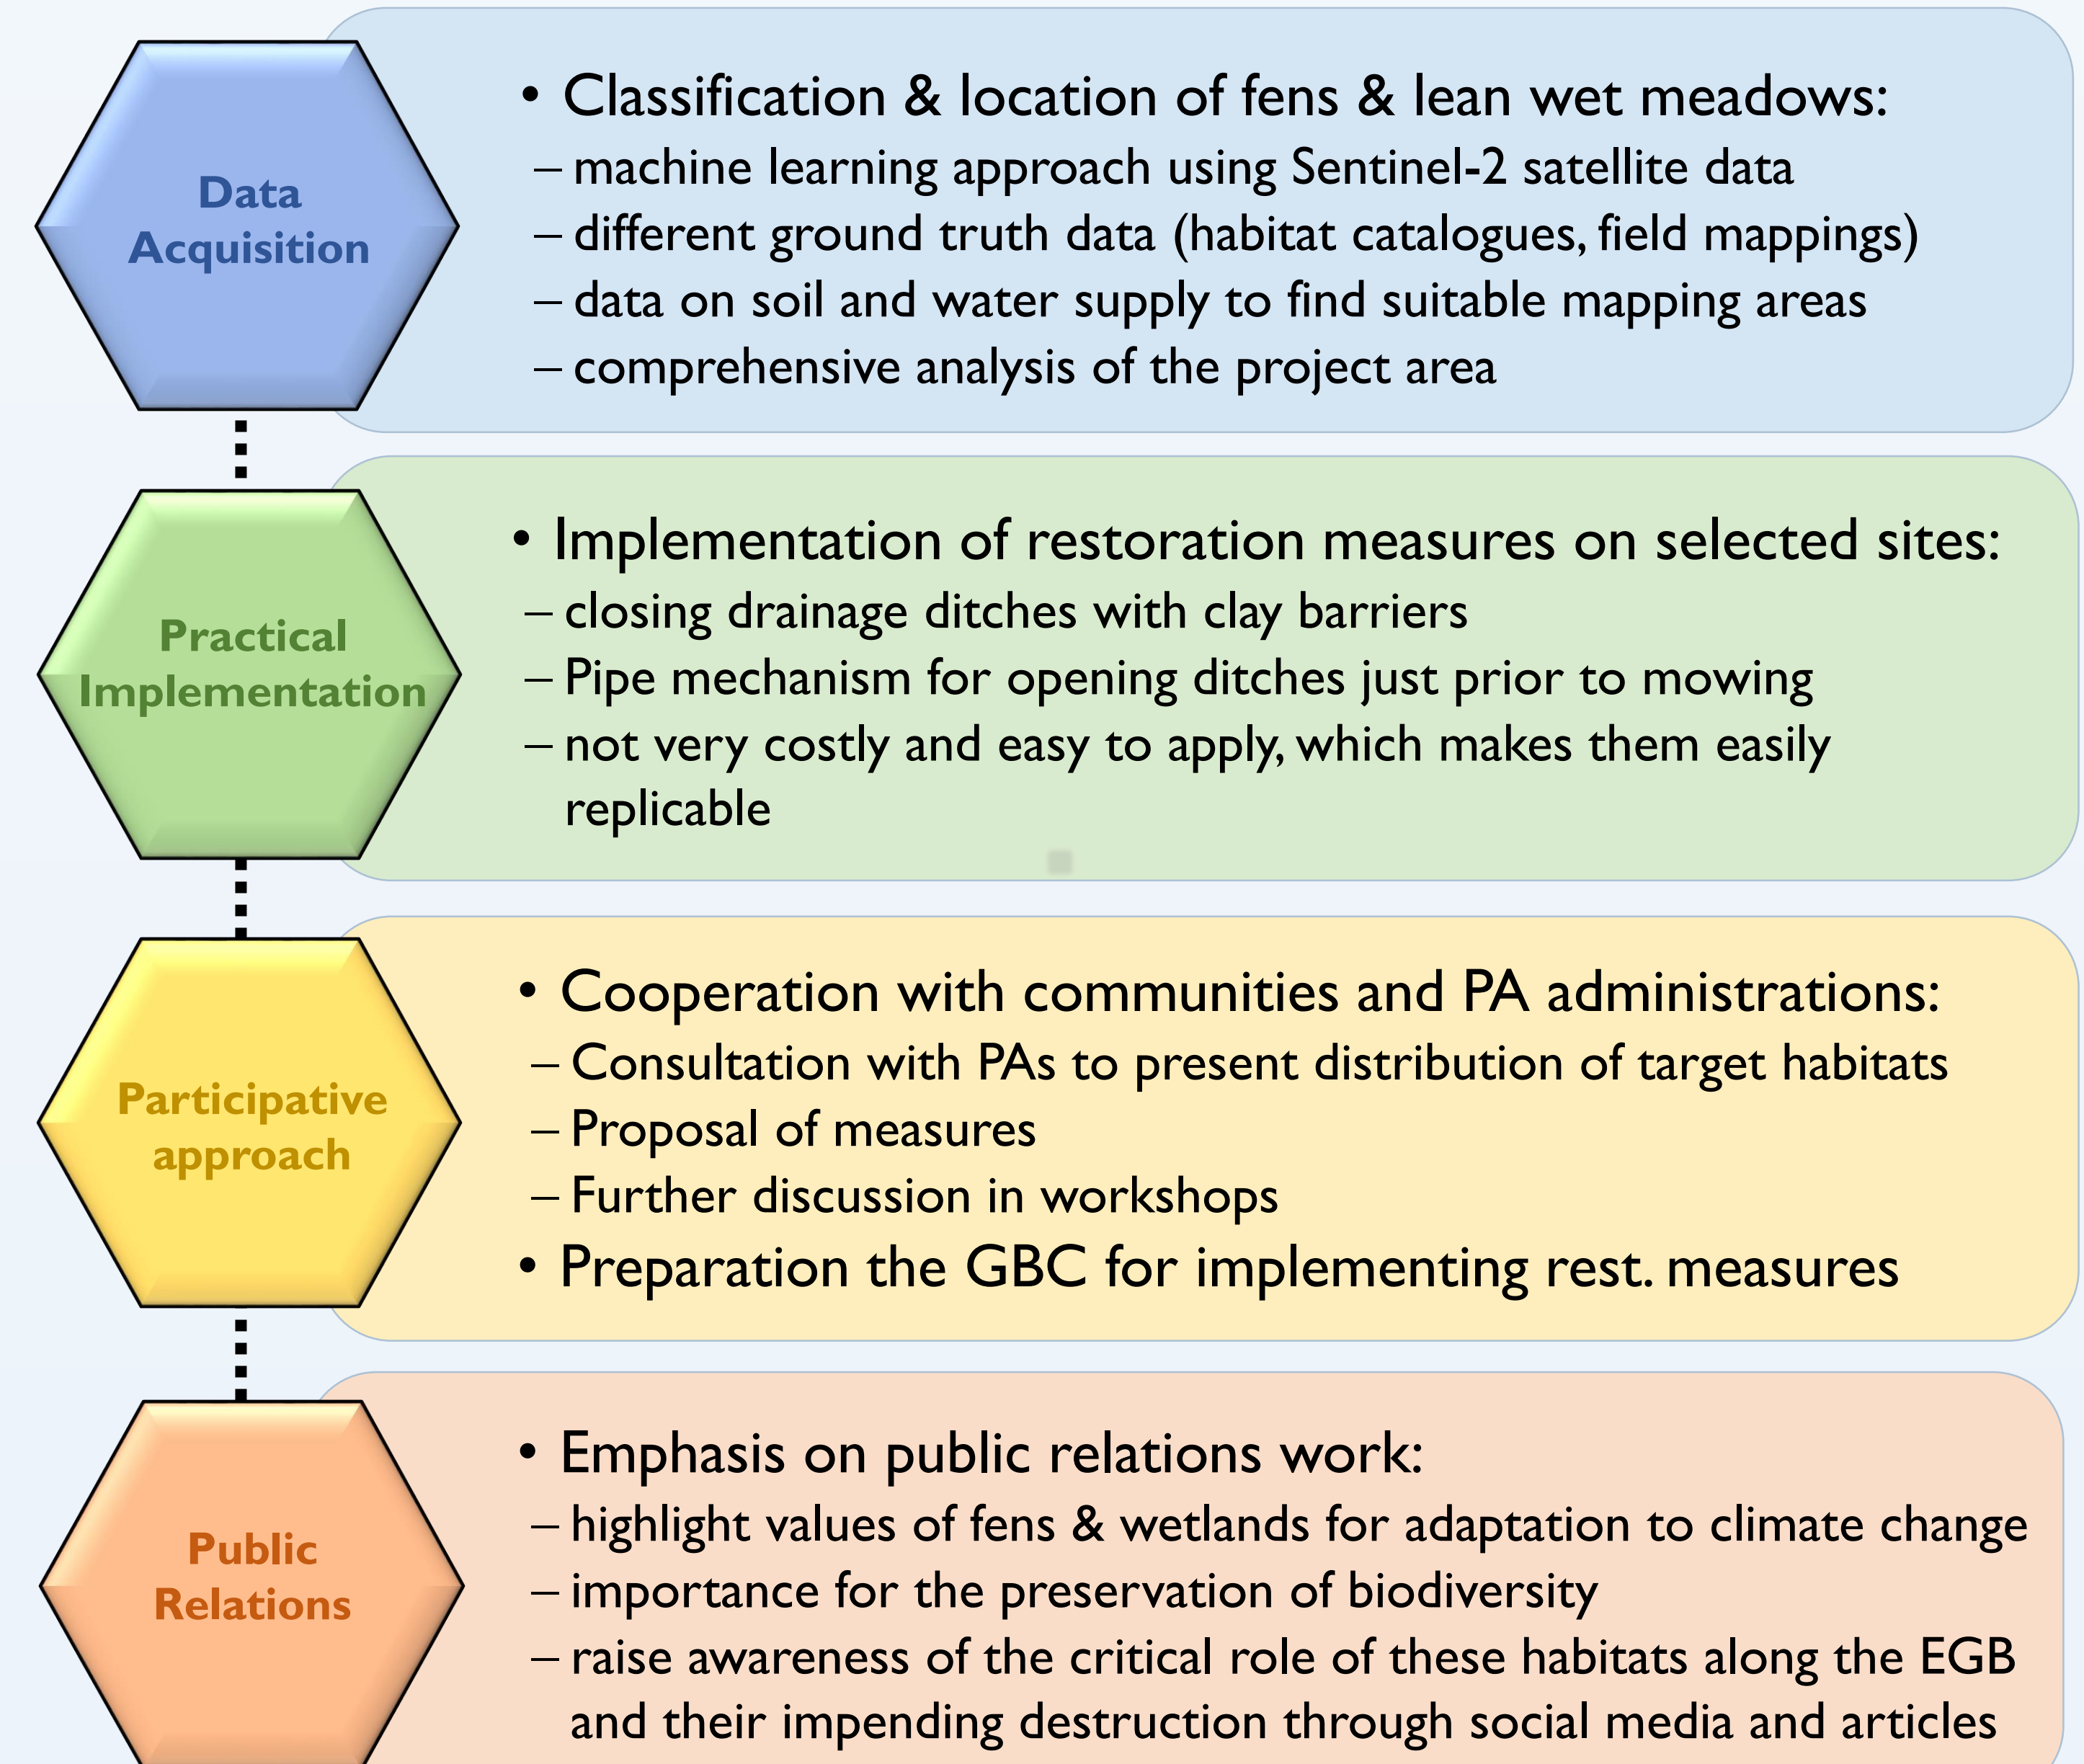 Data
Acquisition
• Classification & location of fens & lean wet meadows:
– machine learning approach using Sentinel-2 satellite data
– different ground truth data (habitat catalogues, field mappings)
– data on soil and water supply to find suitable mapping areas
– comprehensive analysis of the project area
Practical
Implementation
• Implementation of restoration measures on selected sites:
– closing drainage ditches with clay barriers
– Pipe mechanism for opening ditches just prior to mowing
– not very costly and easy to apply, which makes them easily
replicable
Participative
approach
• Cooperation with communities and PA administrations:
– Consultation with PAs to present distribution of target habitats
– Proposal of measures
– Further discussion in workshops
• Preparation the GBC for implementing rest. measures
Public
Relations
• Emphasis on public relations work:
– highlight values of fens & wetlands for adaptation to climate change
– importance for the preservation of biodiversity
– raise awareness of the critical role of these habitats along the EGB
and their impending destruction through social media and articles